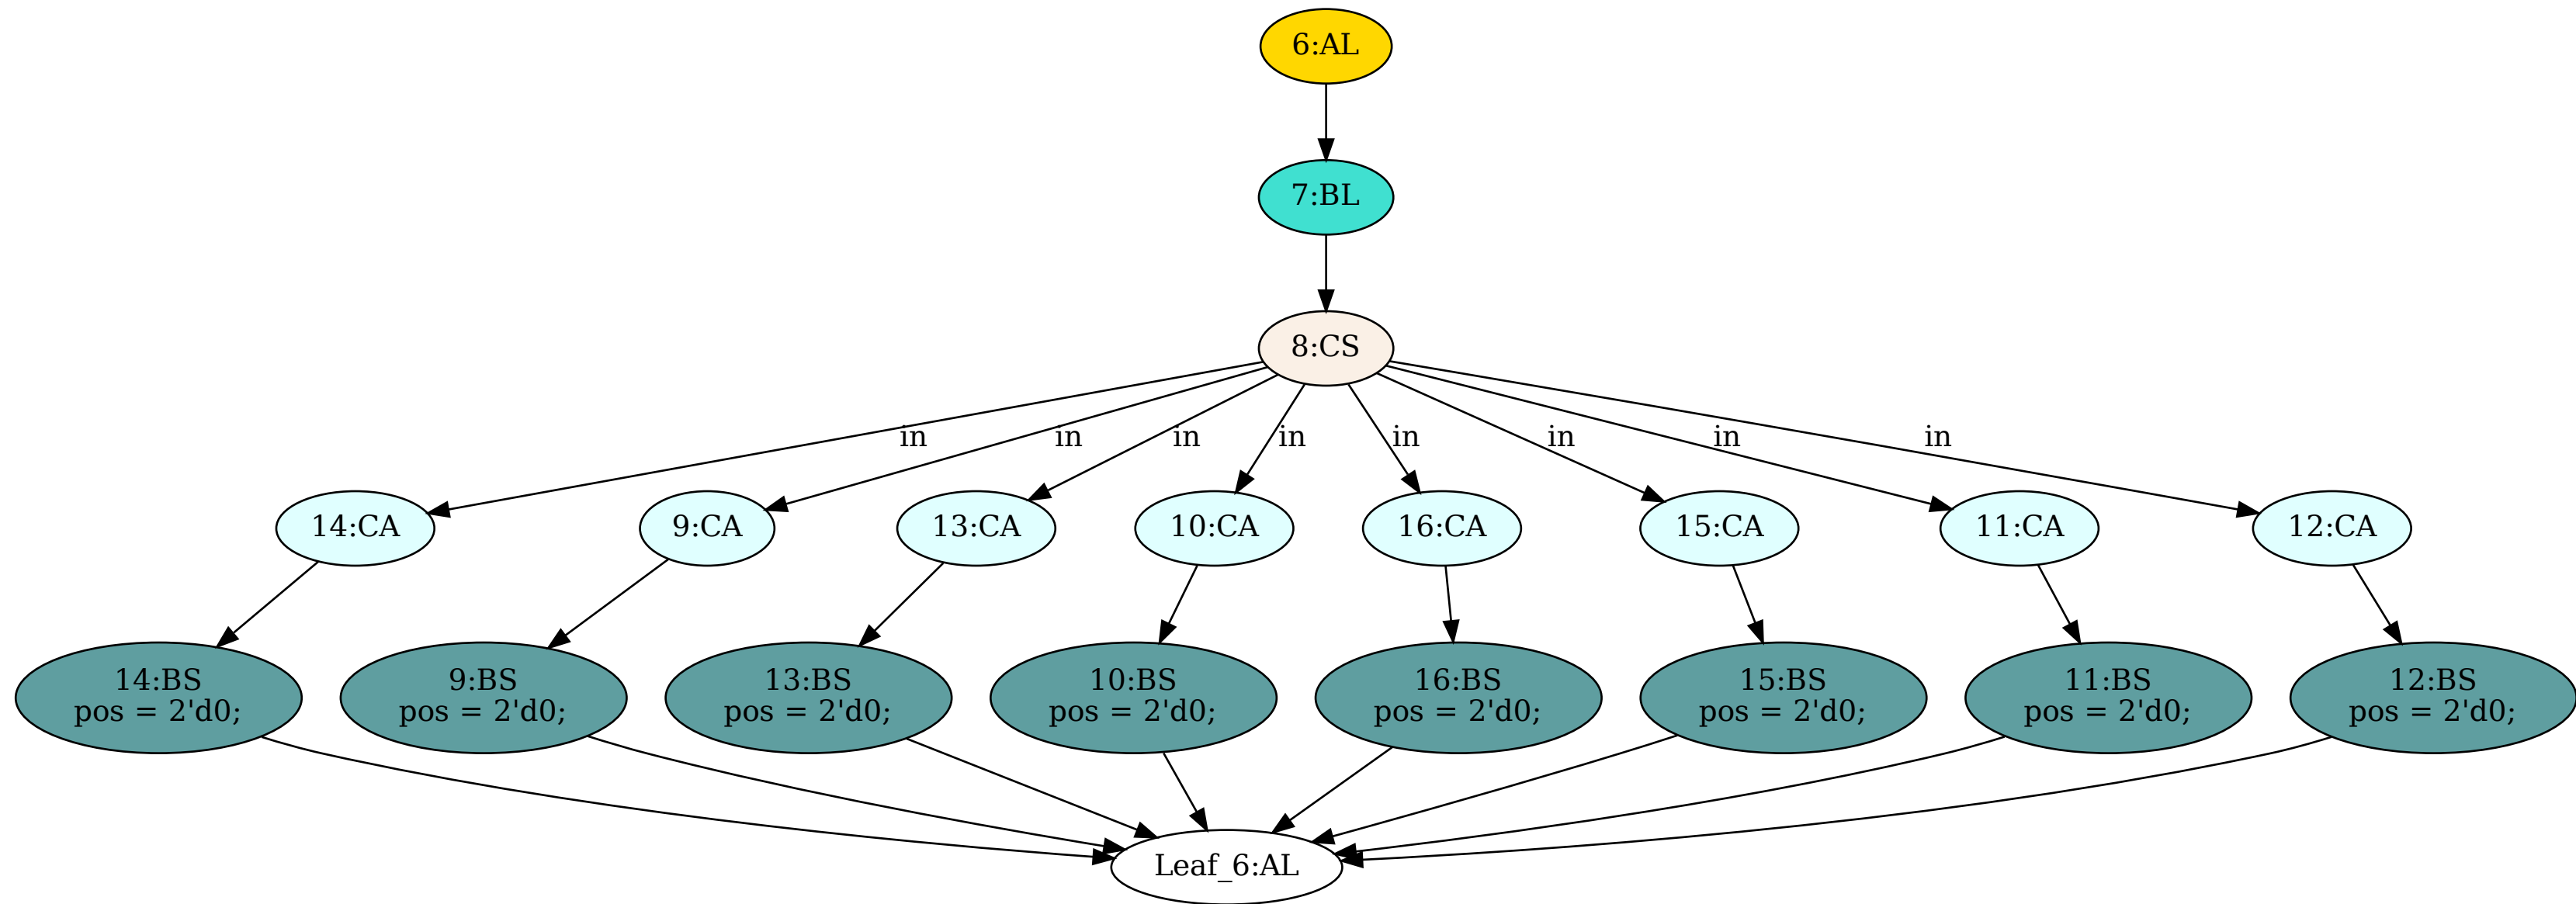 6:AL
7:BL
8:CS
in in in in in in in in
14:CA 9:CA 13:CA 10:CA 16:CA 15:CA 11:CA 12:CA
14:BS 9:BS 13:BS 10:BS 16:BS 15:BS 11:BS 12:BS
pos = 2'd0; pos = 2'd0; pos = 2'd0; pos = 2'd0; pos = 2'd0; pos = 2'd0; pos = 2'd0; pos = 2'd0;
Leaf_6:AL